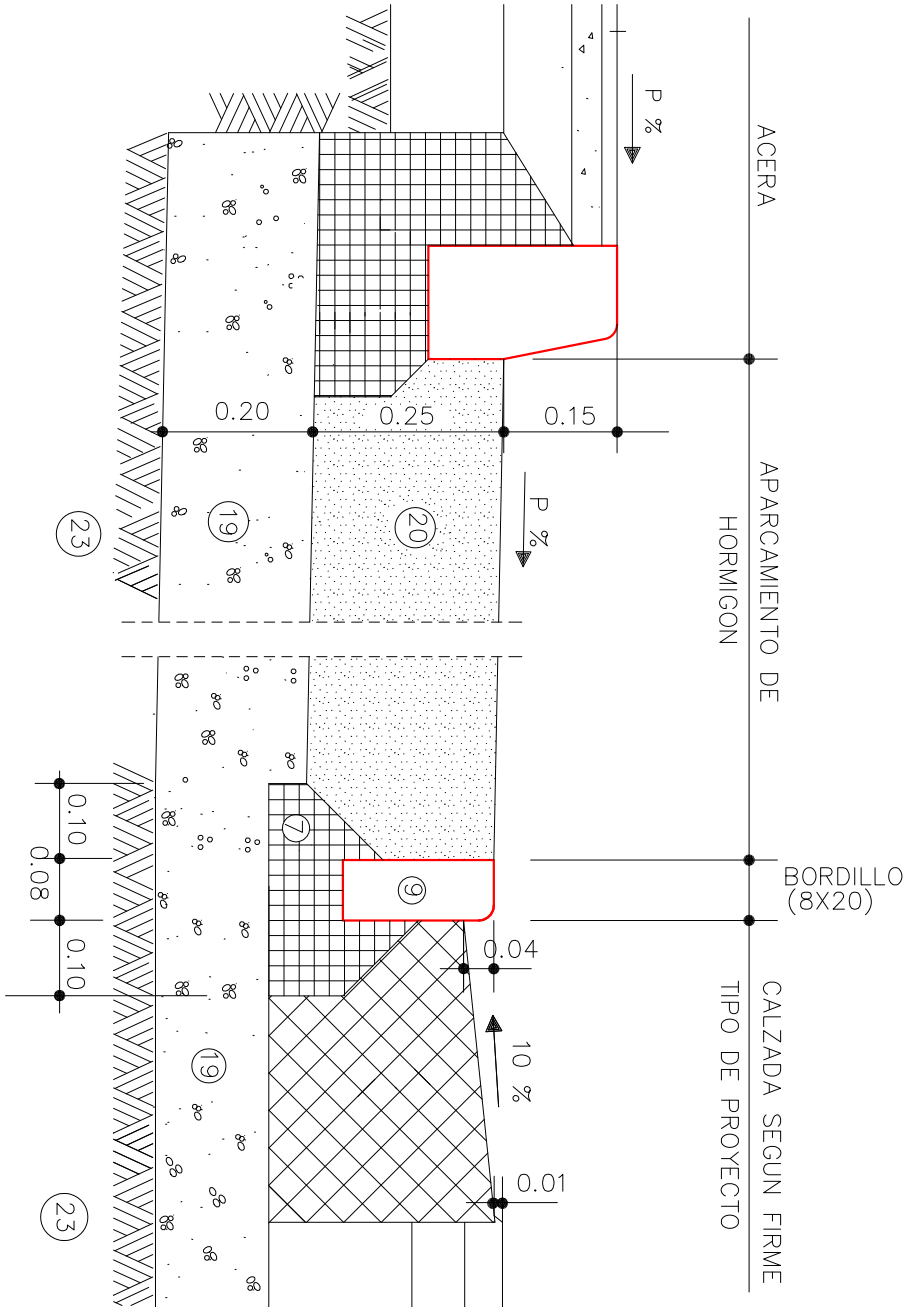 ACERA
APARCAMIENTO DE
HORMIGON
BORDILLO
(8X20)
CALZADA SEGUN FIRME
TIPO DE PROYECTO
P %
P %
10 %
0.15
0.25
0.20
0.04
0.01
20
19
23
7
9
19
23
0.10
0.08
0.10